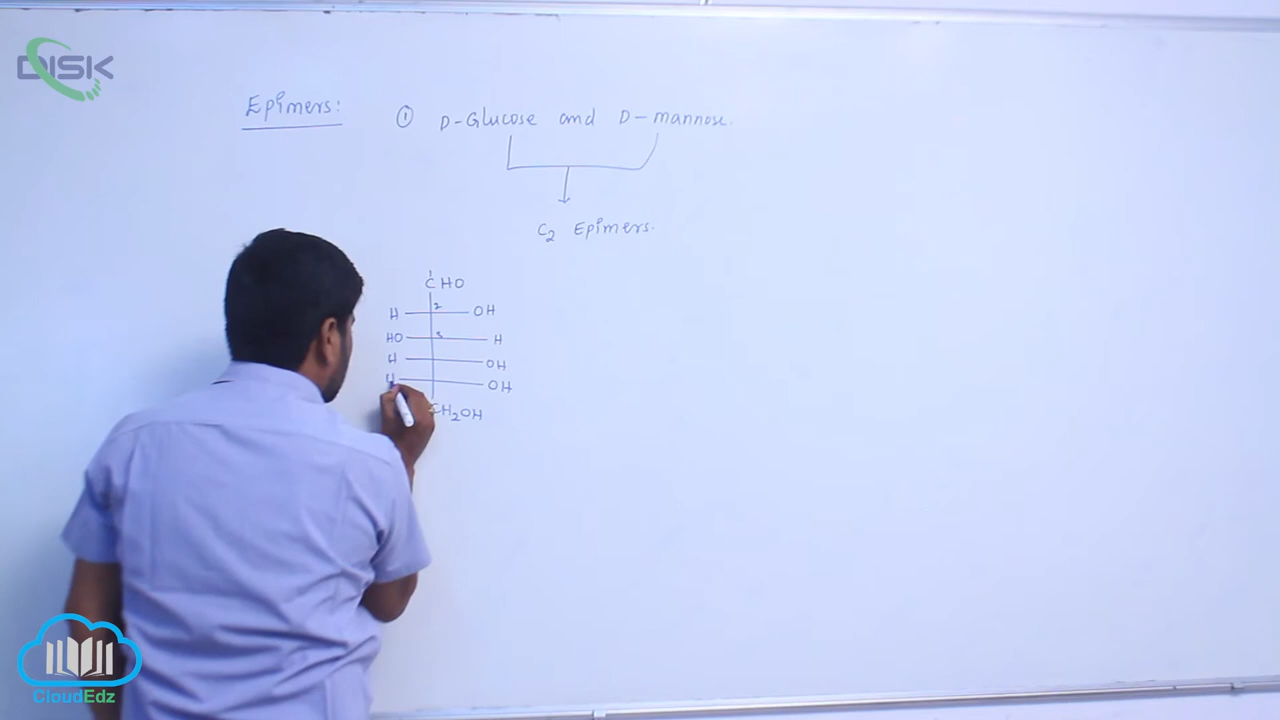 DISK
Epimers: ① D-Glucose and D-mannose.
C2 Epimers.
1
CHO
H 2 OH
HO 3 H
H OH
H OH
CH2OH
CloudEdz